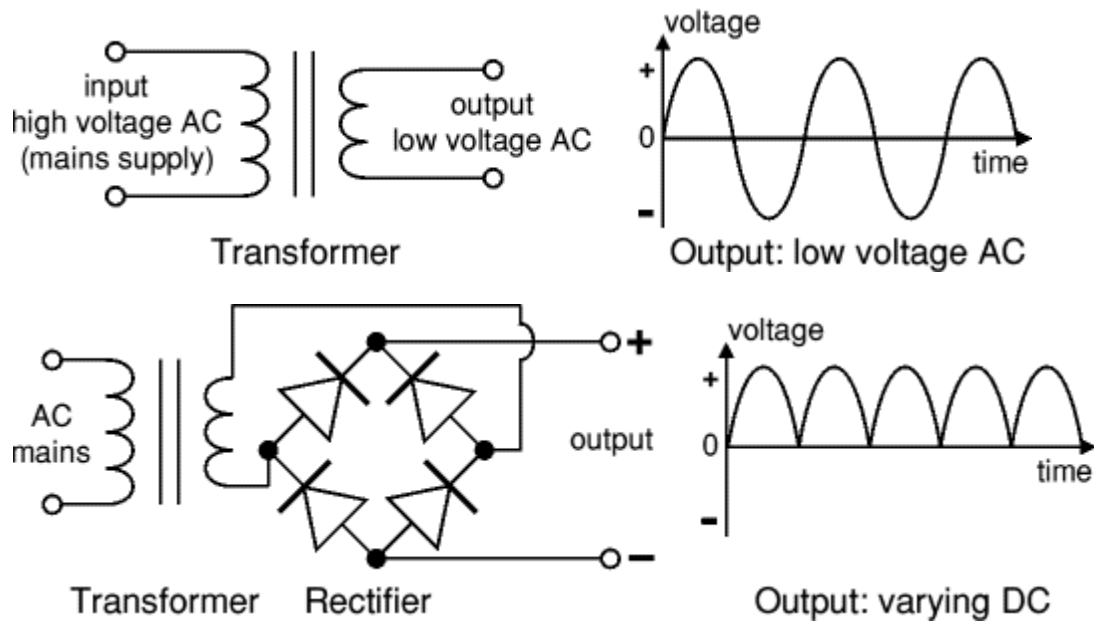 input
high voltage AC
(mains supply)
output
low voltage AC
Transformer
voltage
+
0
-
time
Output: low voltage AC
AC
mains
Transformer
Rectifier
+
output
−
voltage
+
0
-
time
Output: varying DC